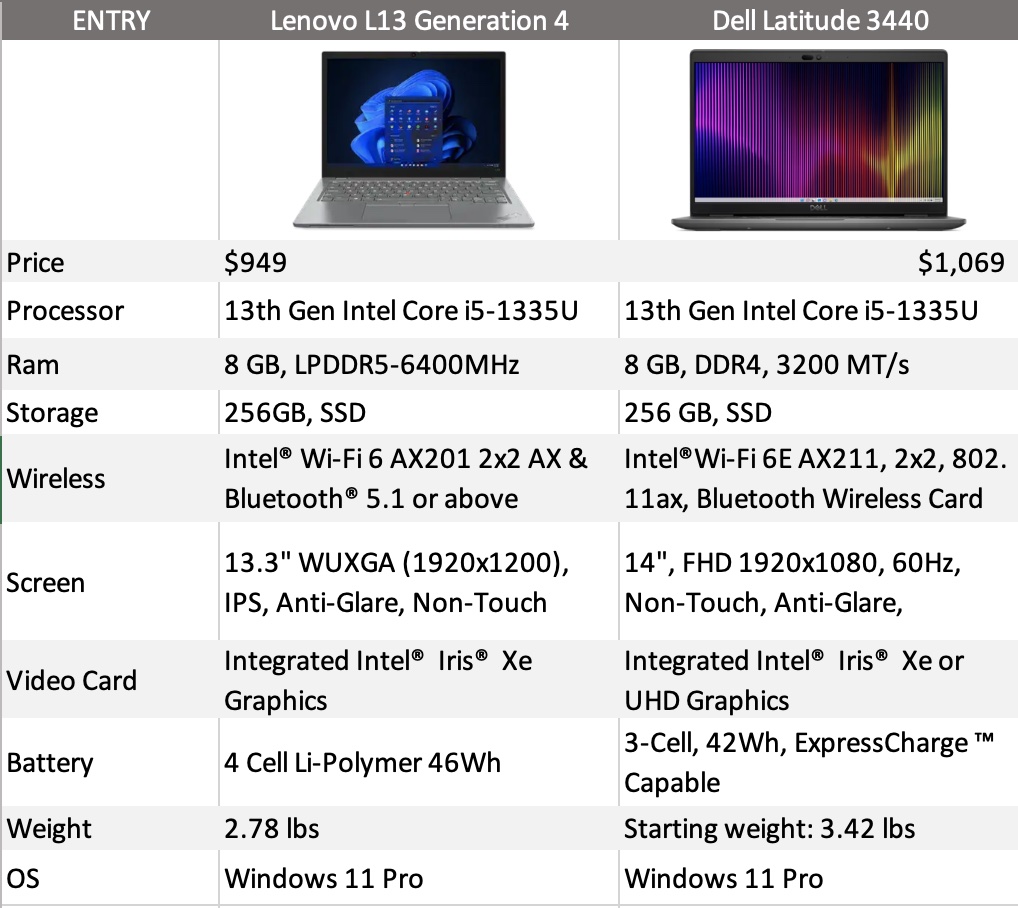 ENTRY Lenovo L13 Generation 4 Dell Latitude 3440
DELL
Price $949 $1,069
Processor 13th Gen Intel Core i5-1335U 13th Gen Intel Core i5-1335U
Ram 8 GB, LPDDR5-6400MHz 8 GB, DDR4, 3200 MT/s
Storage 256GB, SSD 256 GB, SSD
Wireless
Intel® Wi-Fi 6 AX201 2x2 AX &
Bluetooth® 5.1 or above
Intel®Wi-Fi 6E AX211, 2x2, 802.
11ax, Bluetooth Wireless Card
Screen
13.3" WUXGA (1920x1200),
IPS, Anti-Glare, Non-Touch
14", FHD 1920x1080, 60Hz,
Non-Touch, Anti-Glare,
Video Card
Integrated Intel® Iris® Xe
Graphics
Integrated Intel® Iris® Xe or
UHD Graphics
Battery
4 Cell Li-Polymer 46Wh
3-Cell, 42Wh, ExpressCharge ™
Capable
Weight 2.78 lbs Starting weight: 3.42 lbs
OS Windows 11 Pro Windows 11 Pro